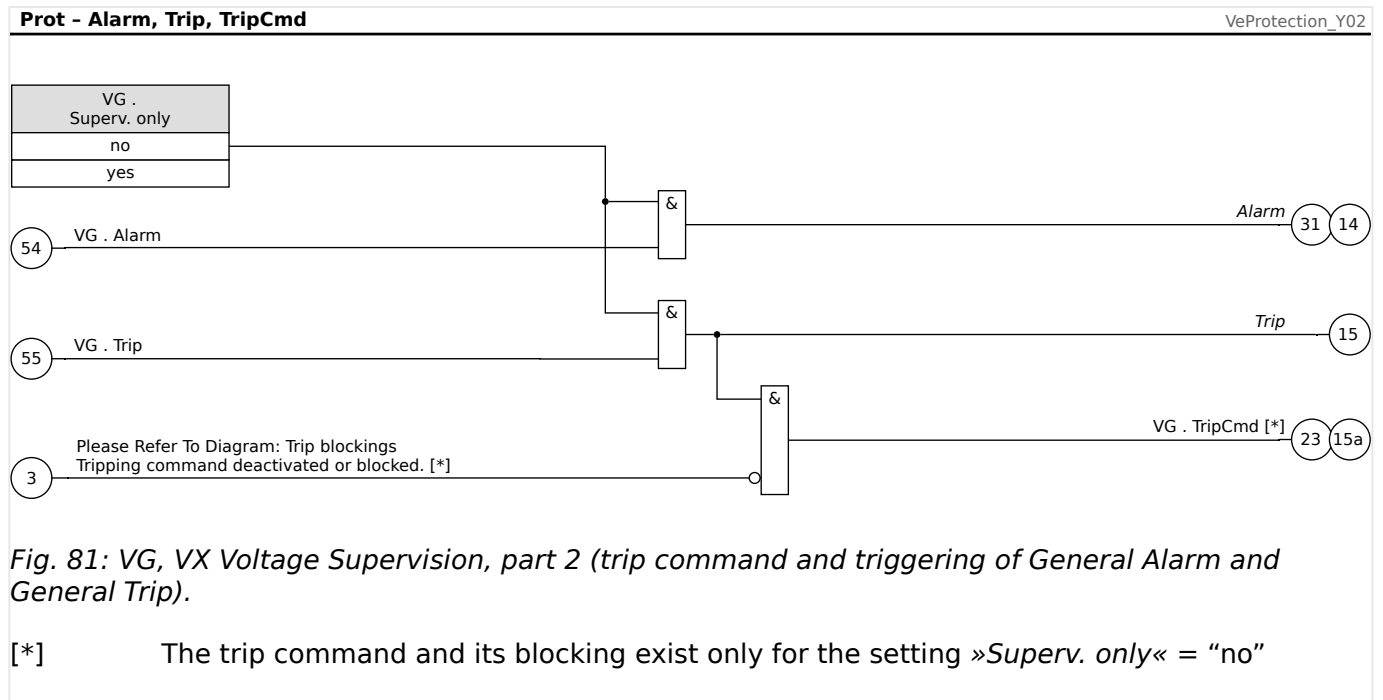 Prot – Alarm, Trip, TripCmd
VeProtection_Y02
VG .
Superv. only
no
yes
&
Alarm
31
14
54
VG . Alarm
&
Trip
15
55
VG . Trip
&
VG . TripCmd [*]
23
15a
Please Refer To Diagram: Trip blockings
Tripping command deactivated or blocked. [*]
3
Fig. 81: VG, VX Voltage Supervision, part 2 (trip command and triggering of General Alarm and
General Trip).
[*] The trip command and its blocking exist only for the setting »Superv. only« = “no”